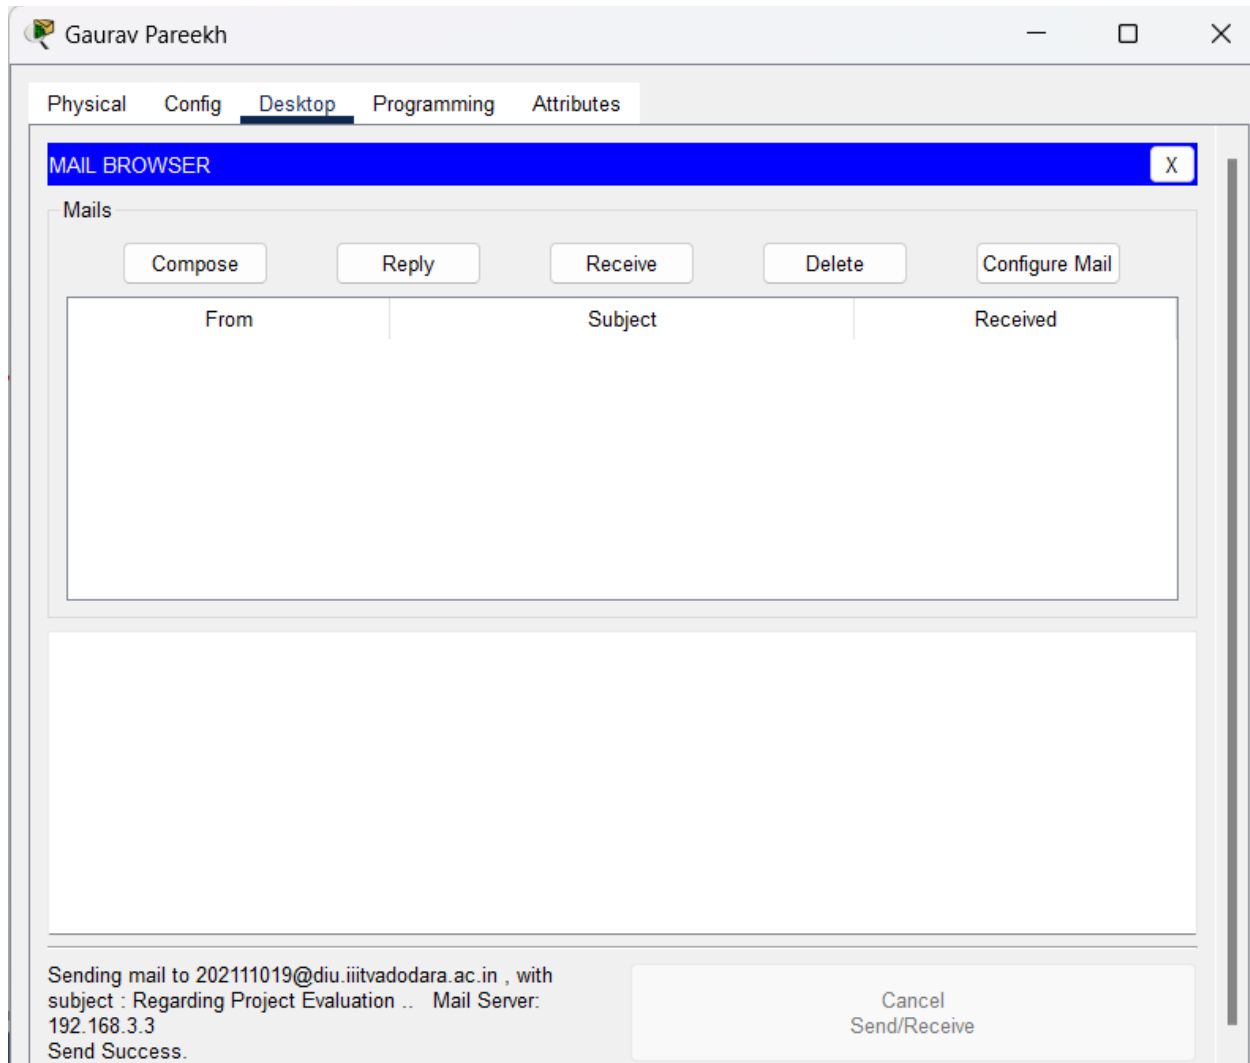 Gaurav Pareekh
Physical Config Desktop Programming Attributes
MAIL BROWSER X
Mails
Compose Reply Receive Delete Configure Mail
From Subject Received
Sending mail to 202111019@diu.iiitvadodara.ac.in , with
subject : Regarding Project Evaluation .. Mail Server:
192.168.3.3
Send Success.
Cancel
Send/Receive